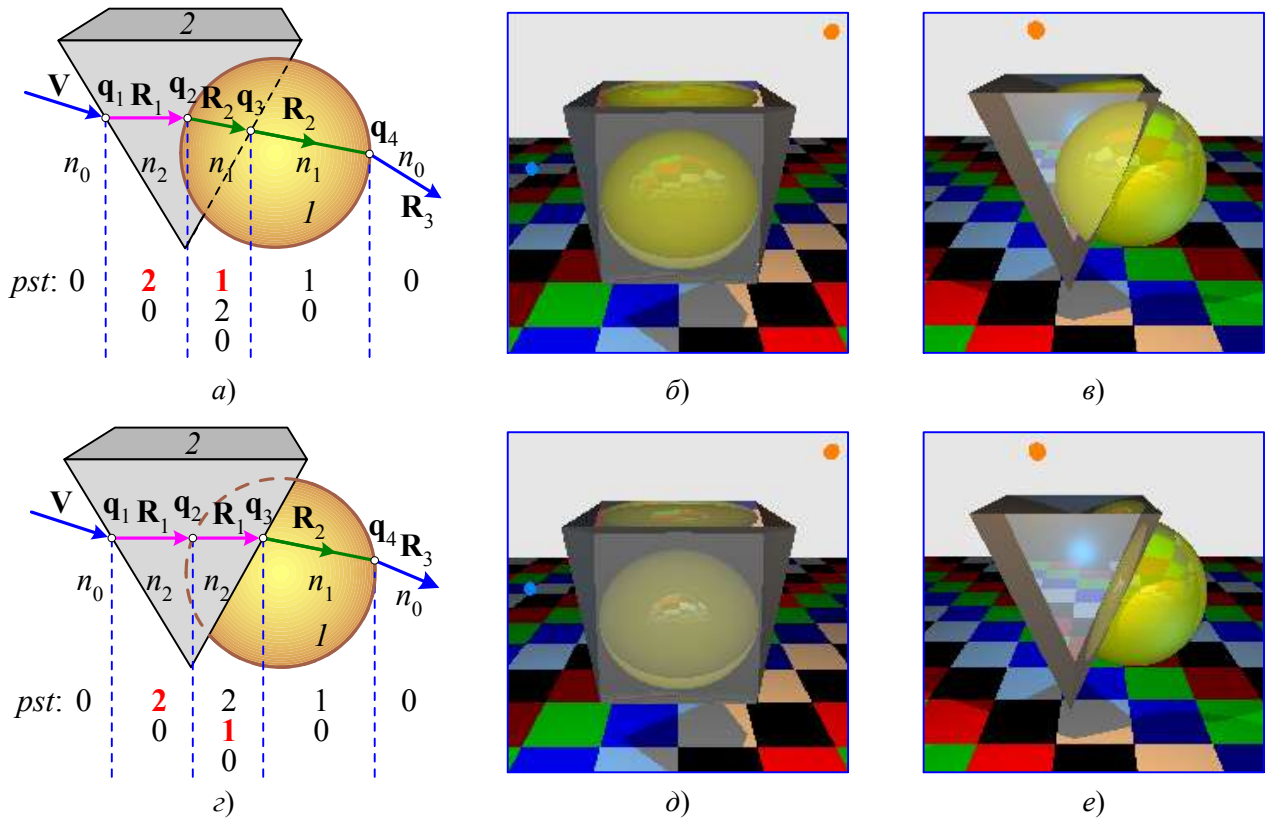 2
V q₁ R₁ q₂ R₂ q₃ R₂ q₄
n₀ n₂ n₁ n₁ n₀
1 R₃
pst: 0 2 1 1 0
0 2 0
0
а) б) в)
2
V q₁ R₁ q₂ R₁ q₃ R₂ q₄ R₃
n₀ n₂ n₂ n₁ n₀
1
pst: 0 2 2 1 0
0 1 0
0
г) д) е)